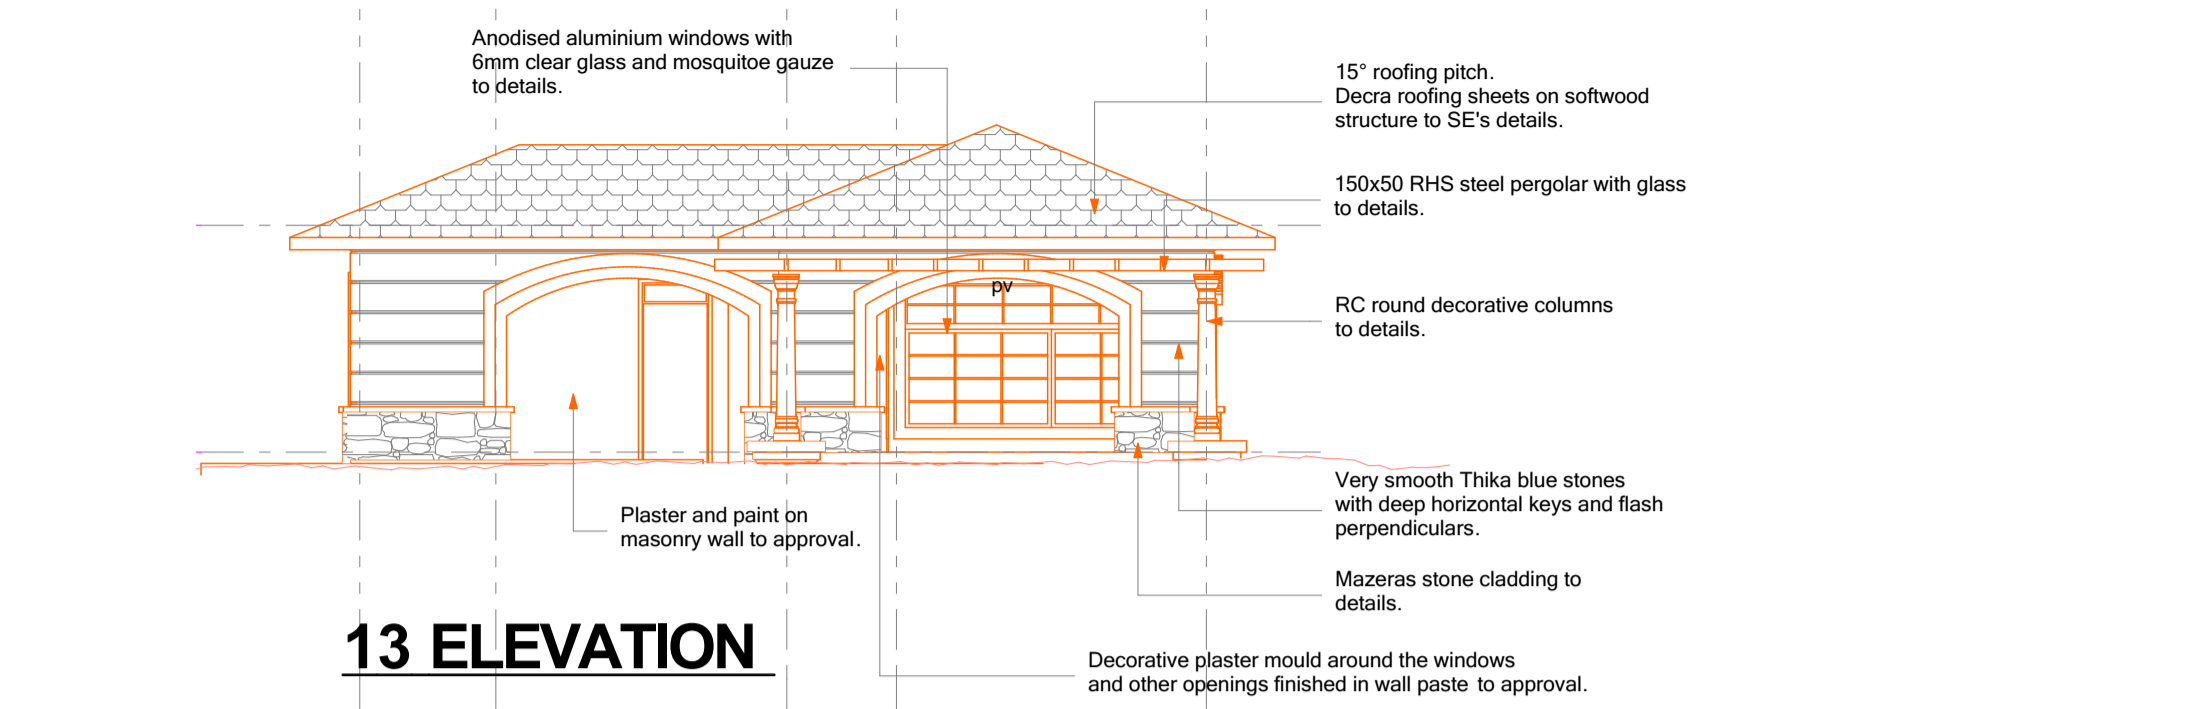 Anodised aluminium windows with
6mm clear glass and mosquitoe gauze
to details.
15° roofing pitch.
Decra roofing sheets on softwood
structure to SE's details.
150x50 RHS steel pergolar with glass
to details.
pv
RC round decorative columns
to details.
Very smooth Thika blue stones
with deep horizontal keys and flash
perpendiculars.
Plaster and paint on
masonry wall to approval.
Mazeras stone cladding to
details.
13 ELEVATION
Decorative plaster mould around the windows
and other openings finished in wall paste to approval.